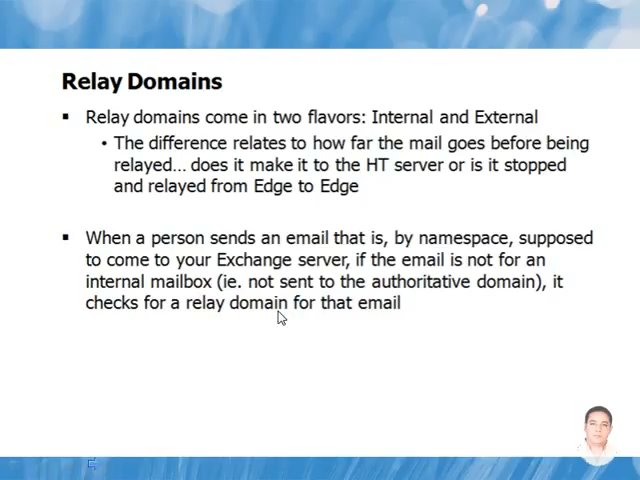 Relay Domains
▪ Relay domains come in two flavors: Internal and External
• The difference relates to how far the mail goes before being
relayed... does it make it to the HT server or is it stopped
and relayed from Edge to Edge
▪ When a person sends an email that is, by namespace, supposed
to come to your Exchange server, if the email is not for an
internal mailbox (ie. not sent to the authoritative domain), it
checks for a relay domain for that email